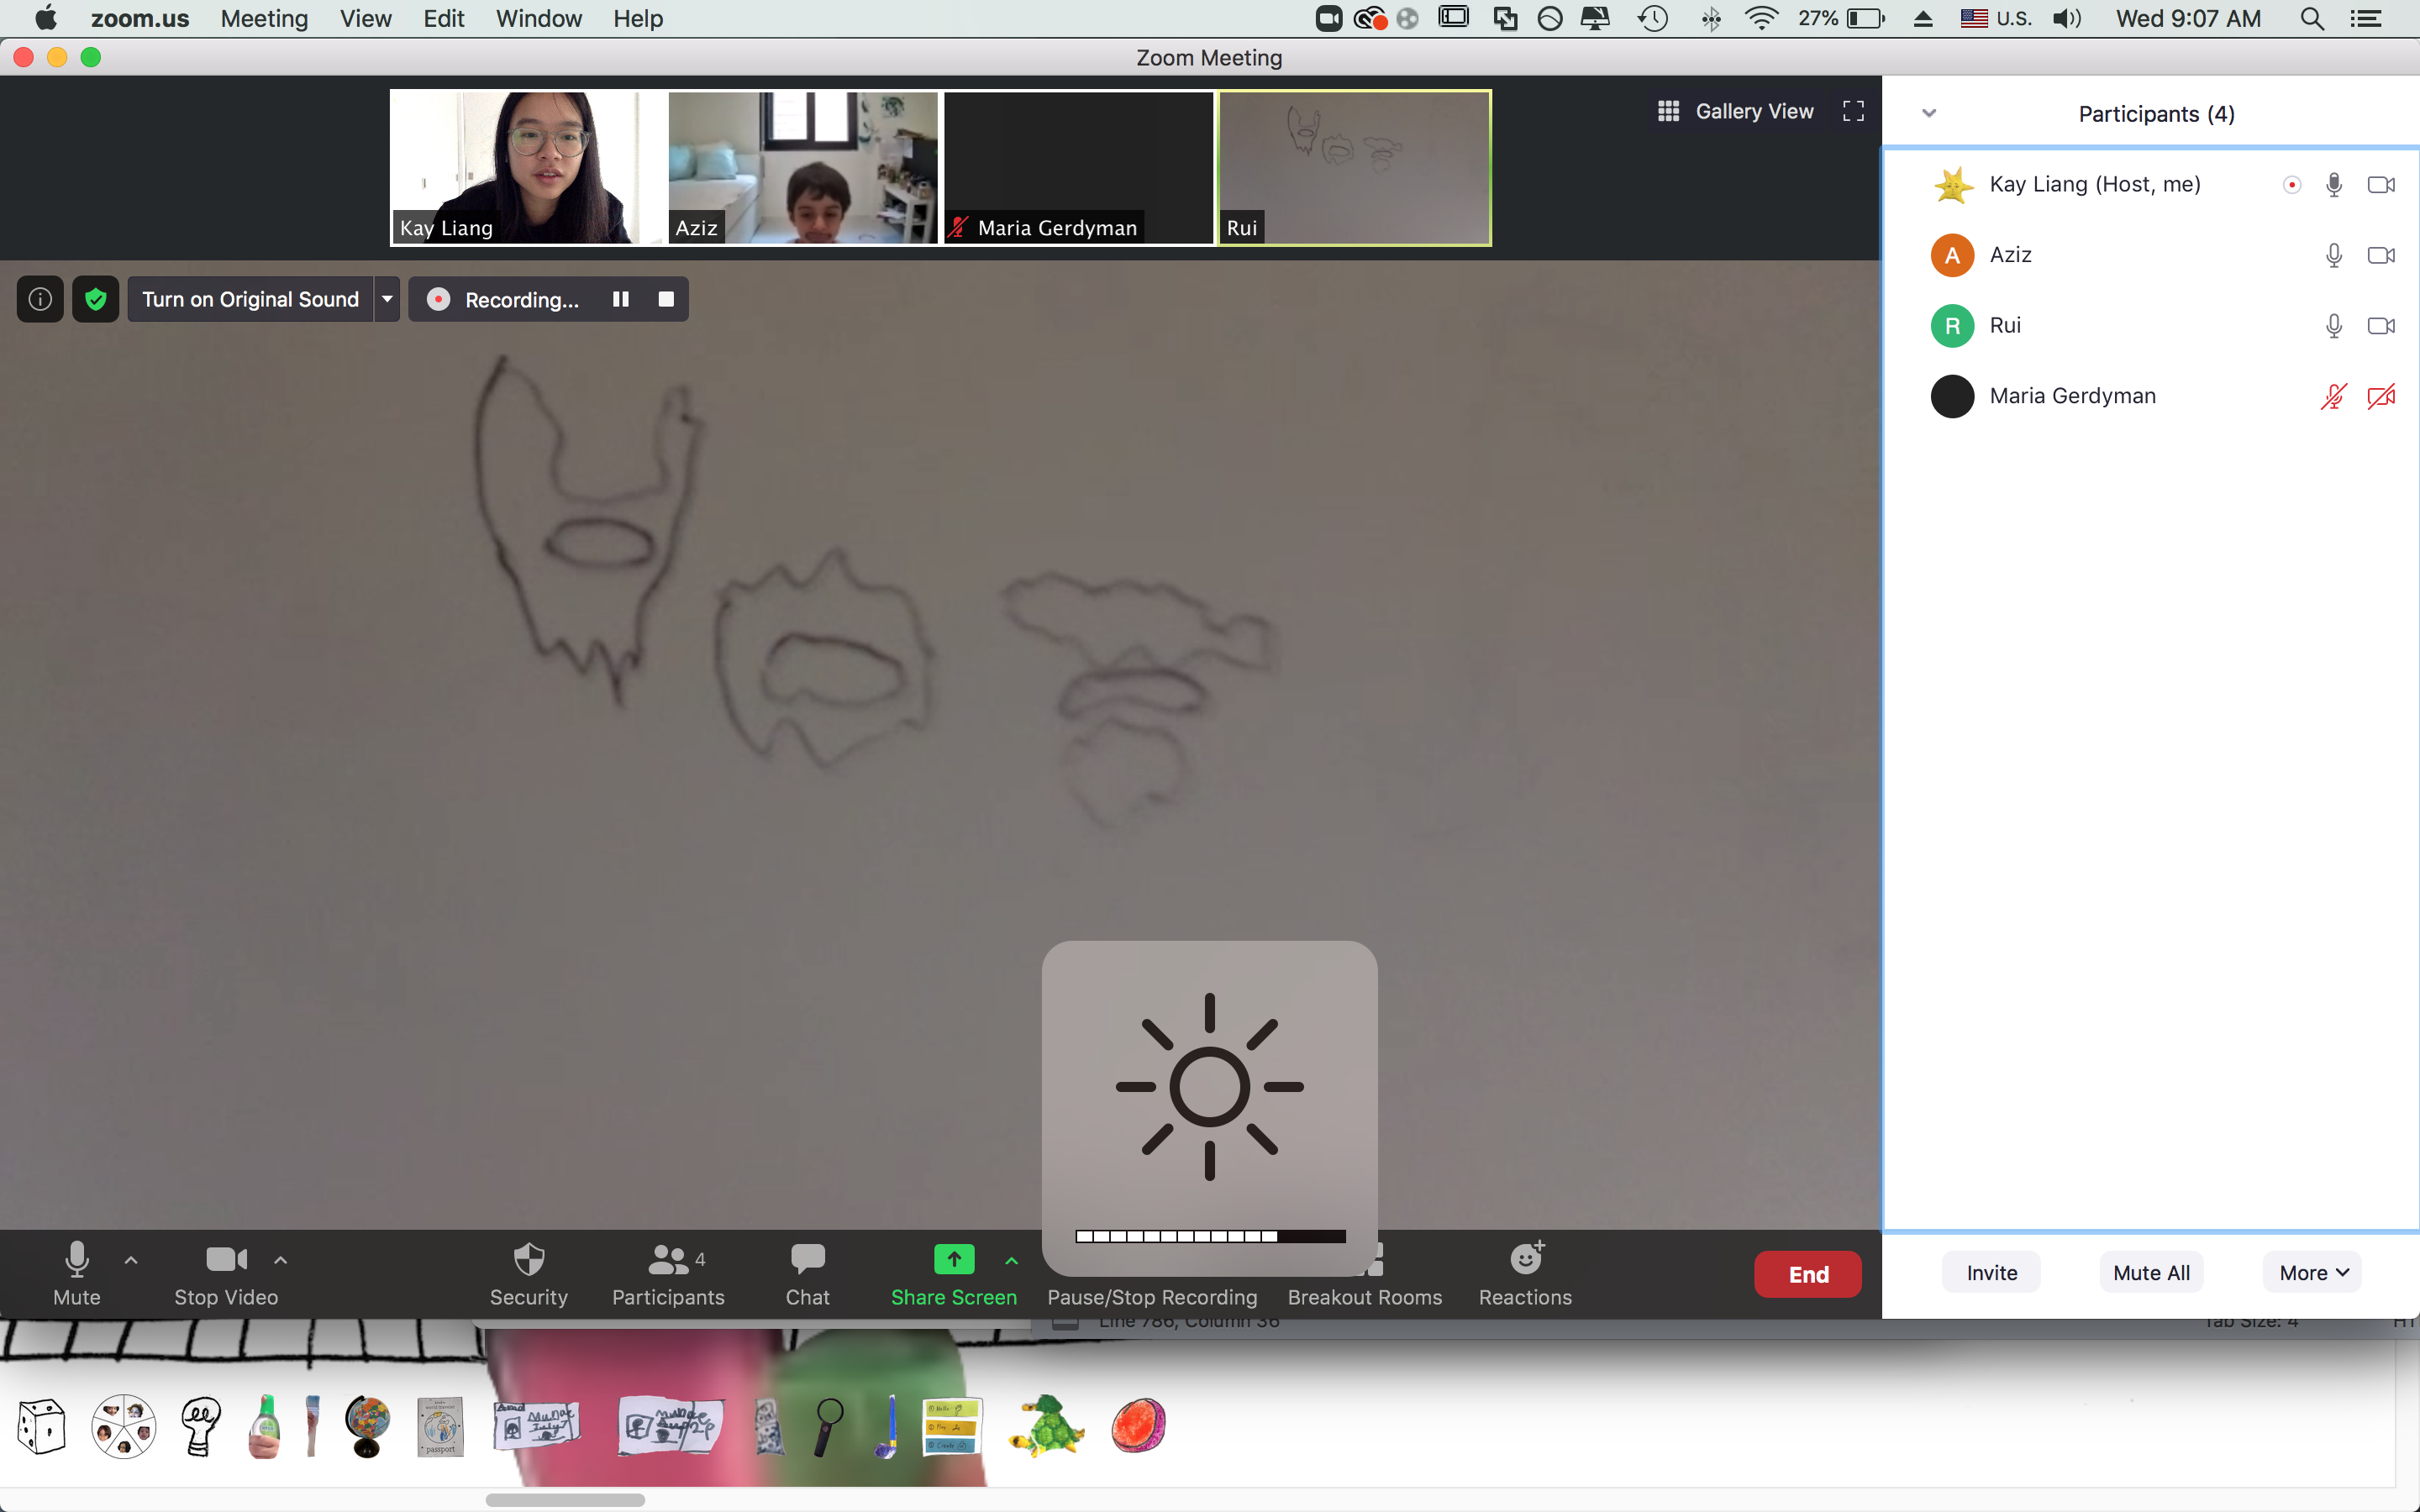 zoom.us Meeting View Edit Window Help 27% U.S. Wed 9:07 AM
Zoom Meeting
Kay Liang Aziz Maria Gerdyman Rui
Gallery View
Participants (4)
Turn on Original Sound Recording...
Kay Liang (Host, me)
A Aziz
R Rui
Maria Gerdyman
Mute Stop Video Security Participants 4 Chat Share Screen Pause/Stop Recording Breakout Rooms Reactions End
Invite Mute All More
Line 786, Column 36 Tab Size: 4
passport